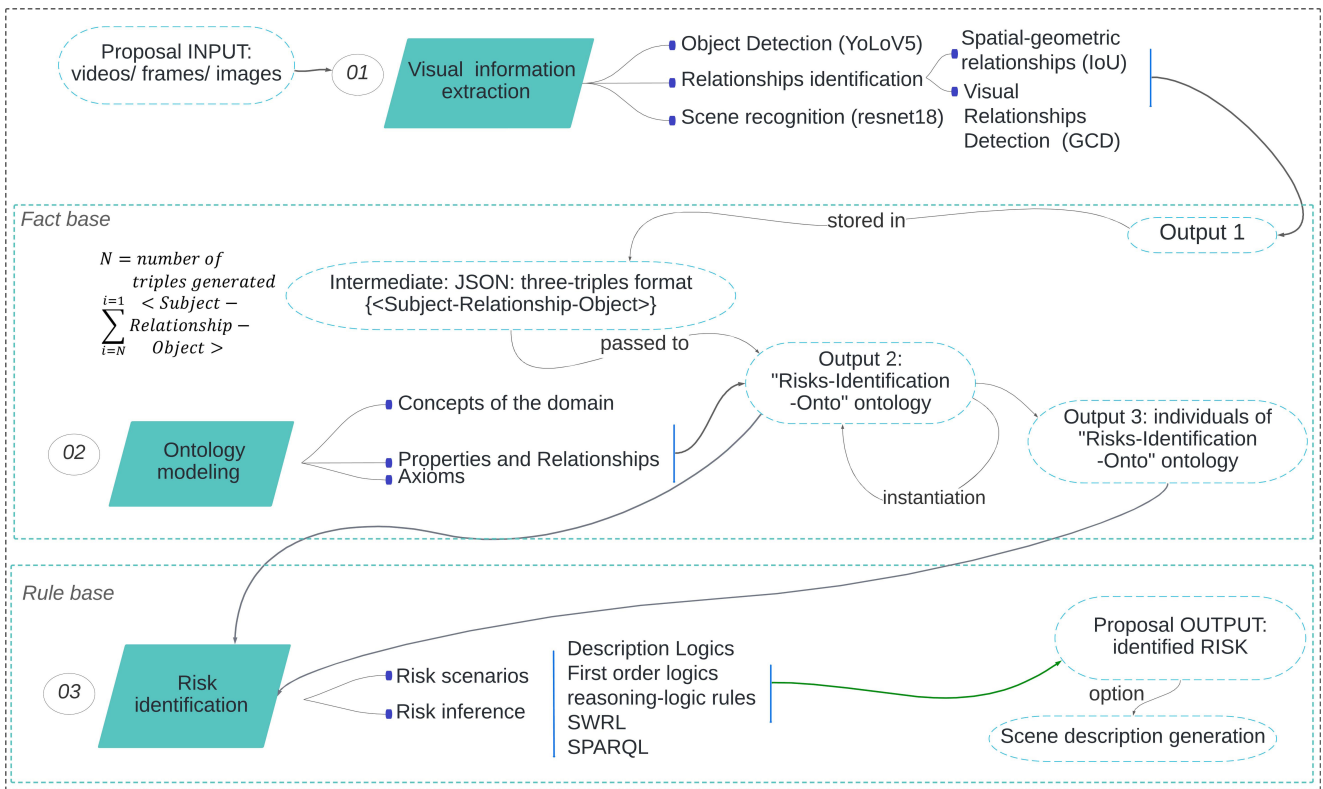 Proposal INPUT:
videos/ frames/ images
01
Visual information
extraction
Object Detection (YoLoV5)
Relationships identification
Scene recognition (resnet18)
Spatial-geometric
relationships (IoU)
Visual
Relationships
Detection (GCD)
Fact base
stored in
Output 1
N = number of
triples generated
i=1
∑
i=N
< Subject −
Relationship −
Object >
Intermediate: JSON: three-triples format
{<Subject-Relationship-Object>}
passed to
Output 2:
"Risks-Identification
-Onto" ontology
Output 3: individuals of
"Risks-Identification
-Onto" ontology
instantiation
02
Ontology
modeling
Concepts of the domain
Properties and Relationships
Axioms
Rule base
03
Risk
identification
Risk scenarios
Risk inference
Description Logics
First order logics
reasoning-logic rules
SWRL
SPARQL
Proposal OUTPUT:
identified RISK
option
Scene description generation